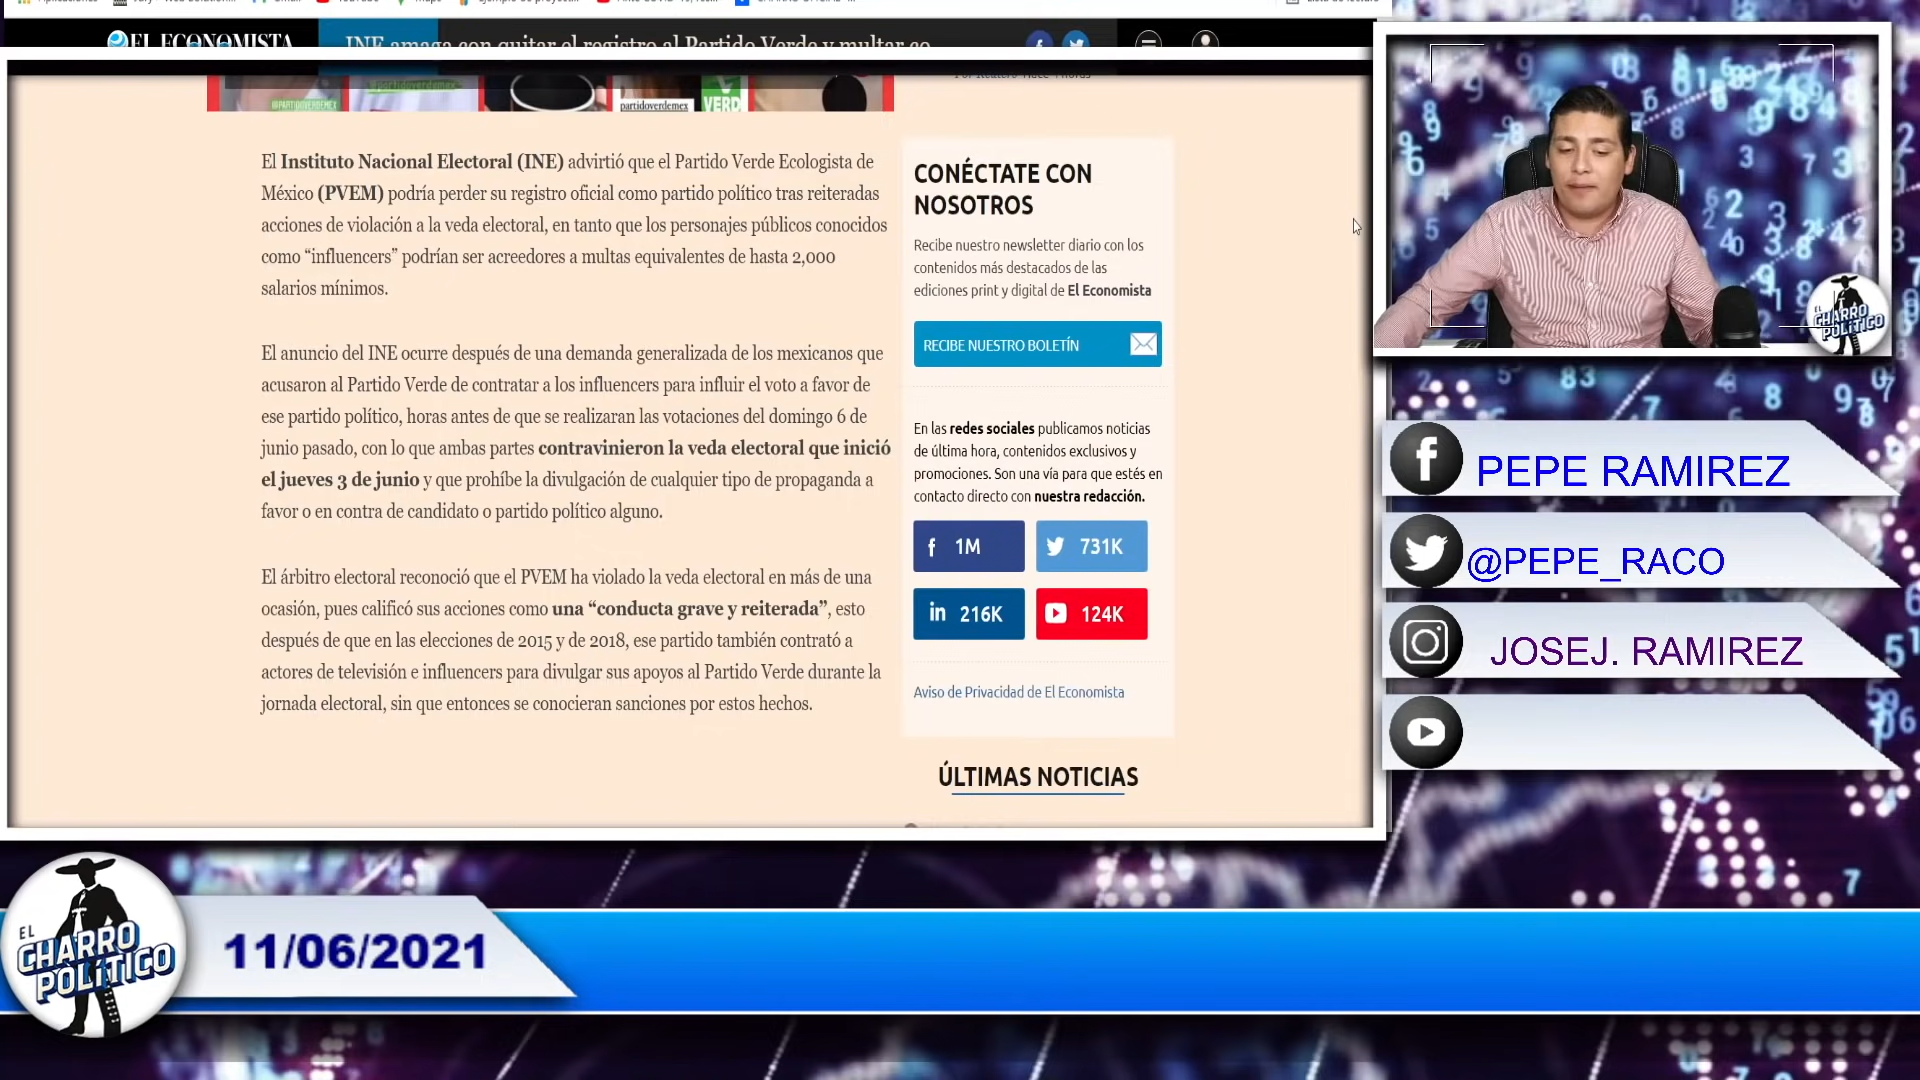 EL ECONOMISTA
INE amaga con quitar el registro al Partido Verde y multar co
@PARTIDOVERDEMEX
@partidoverdemex
partidoverdemex
VERD
El Instituto Nacional Electoral (INE) advirtió que el Partido Verde Ecologista de
México (PVEM) podría perder su registro oficial como partido político tras reiteradas
acciones de violación a la veda electoral, en tanto que los personajes públicos conocidos
como “influencers” podrían ser acreedores a multas equivalentes de hasta 2,000
salarios mínimos.
El anuncio del INE ocurre después de una demanda generalizada de los mexicanos que
acusaron al Partido Verde de contratar a los influencers para influir el voto a favor de
ese partido político, horas antes de que se realizaran las votaciones del domingo 6 de
junio pasado, con lo que ambas partes contravinieron la veda electoral que inició
el jueves 3 de junio y que prohíbe la divulgación de cualquier tipo de propaganda a
favor o en contra de candidato o partido político alguno.
El árbitro electoral reconoció que el PVEM ha violado la veda electoral en más de una
ocasión, pues calificó sus acciones como una “conducta grave y reiterada”, esto
después de que en las elecciones de 2015 y de 2018, ese partido también contrató a
actores de televisión e influencers para divulgar sus apoyos al Partido Verde durante la
jornada electoral, sin que entonces se conocieran sanciones por estos hechos.
CONÉCTATE CON
NOSOTROS
Recibe nuestro newsletter diario con los
contenidos más destacados de las
ediciones print y digital de El Economista
RECIBE NUESTRO BOLETÍN
En las redes sociales publicamos noticias
de última hora, contenidos exclusivos y
promociones. Son una vía para que estés en
contacto directo con nuestra redacción.
1M
731K
216K
124K
Aviso de Privacidad de El Economista
ÚLTIMAS NOTICIAS
CHARRO
POLÍTICO
PEPE RAMIREZ
@PEPE_RACO
JOSEJ. RAMIREZ
EL
CHARRO
POLÍTICO
11/06/2021